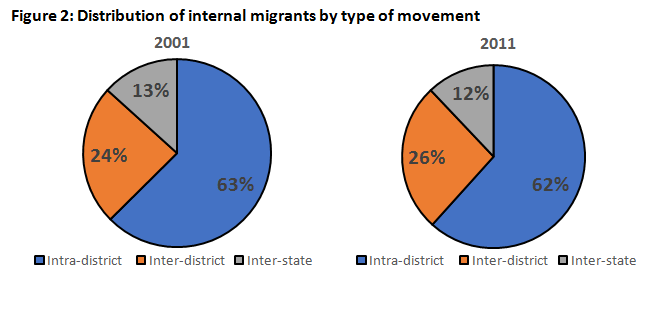 Figure 2: Distribution of internal migrants by type of movement
2001
13%
24%
63%
Intra-district Inter-district Inter-state
2011
12%
26%
62%
Intra-district Inter-district Inter-state